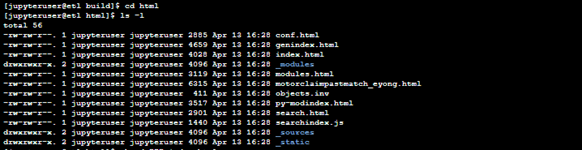 [jupyteruser@etl build]$ cd html
[jupyteruser@etl html]$ ls -l
total 56
-rw-rw-r--. 1 jupyteruser jupyteruser 2885 Apr 13 16:28 conf.html
-rw-rw-r--. 1 jupyteruser jupyteruser 4659 Apr 13 16:28 genindex.html
-rw-rw-r--. 1 jupyteruser jupyteruser 4028 Apr 13 16:28 index.html
drwxrwxr-x. 2 jupyteruser jupyteruser 4096 Apr 13 16:28 _modules
-rw-rw-r--. 1 jupyteruser jupyteruser 3119 Apr 13 16:28 modules.html
-rw-rw-r--. 1 jupyteruser jupyteruser 6215 Apr 13 16:28 motorclaimpastmatch_eyong.html
-rw-rw-r--. 1 jupyteruser jupyteruser 411 Apr 13 16:28 objects.inv
-rw-rw-r--. 1 jupyteruser jupyteruser 3517 Apr 13 16:28 py-modindex.html
-rw-rw-r--. 1 jupyteruser jupyteruser 2901 Apr 13 16:28 search.html
-rw-rw-r--. 1 jupyteruser jupyteruser 1440 Apr 13 16:28 searchindex.js
drwxrwxr-x. 2 jupyteruser jupyteruser 4096 Apr 13 16:28 _sources
drwxrwxr-x. 2 jupyteruser jupyteruser 4096 Apr 13 16:28 _static